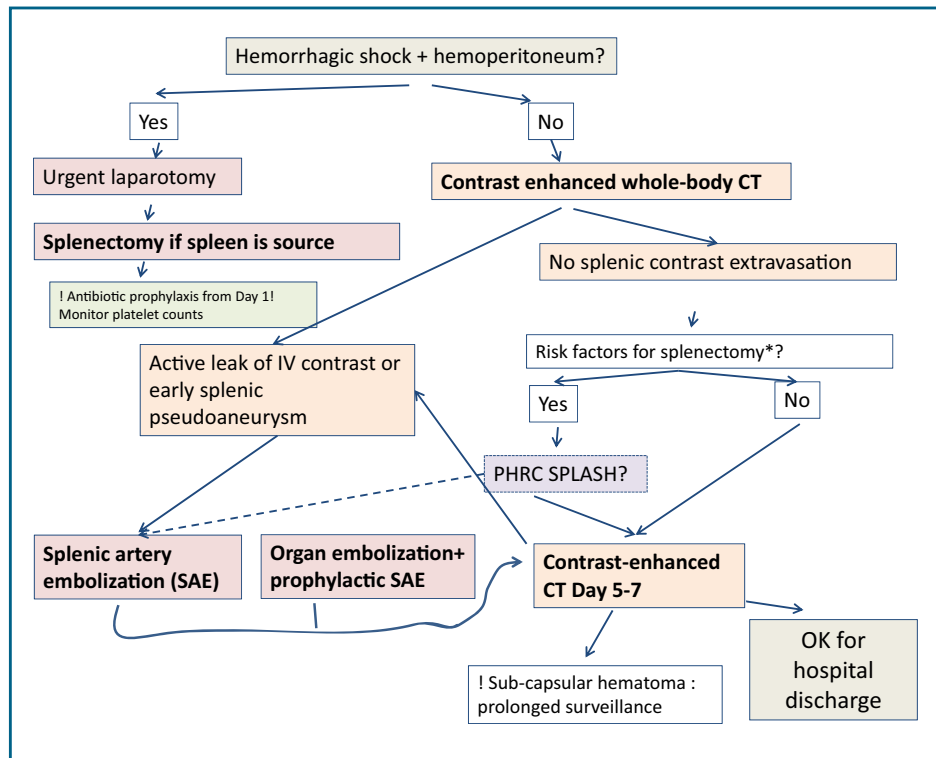 Hemorrhagic shock + hemoperitoneum?
Yes
No
Urgent laparotomy
Contrast enhanced whole-body CT
Splenectomy if spleen is source
No splenic contrast extravasation
! Antibiotic prophylaxis from Day 1!
Monitor platelet counts
Active leak of IV contrast or
early splenic
pseudoaneurysm
Risk factors for splenectomy*?
Yes
No
PHRC SPLASH?
Splenic artery
embolization (SAE)
Organ embolization+
prophylactic SAE
Contrast-enhanced
CT Day 5-7
! Sub-capsular hematoma :
prolonged surveillance
OK for
hospital
discharge